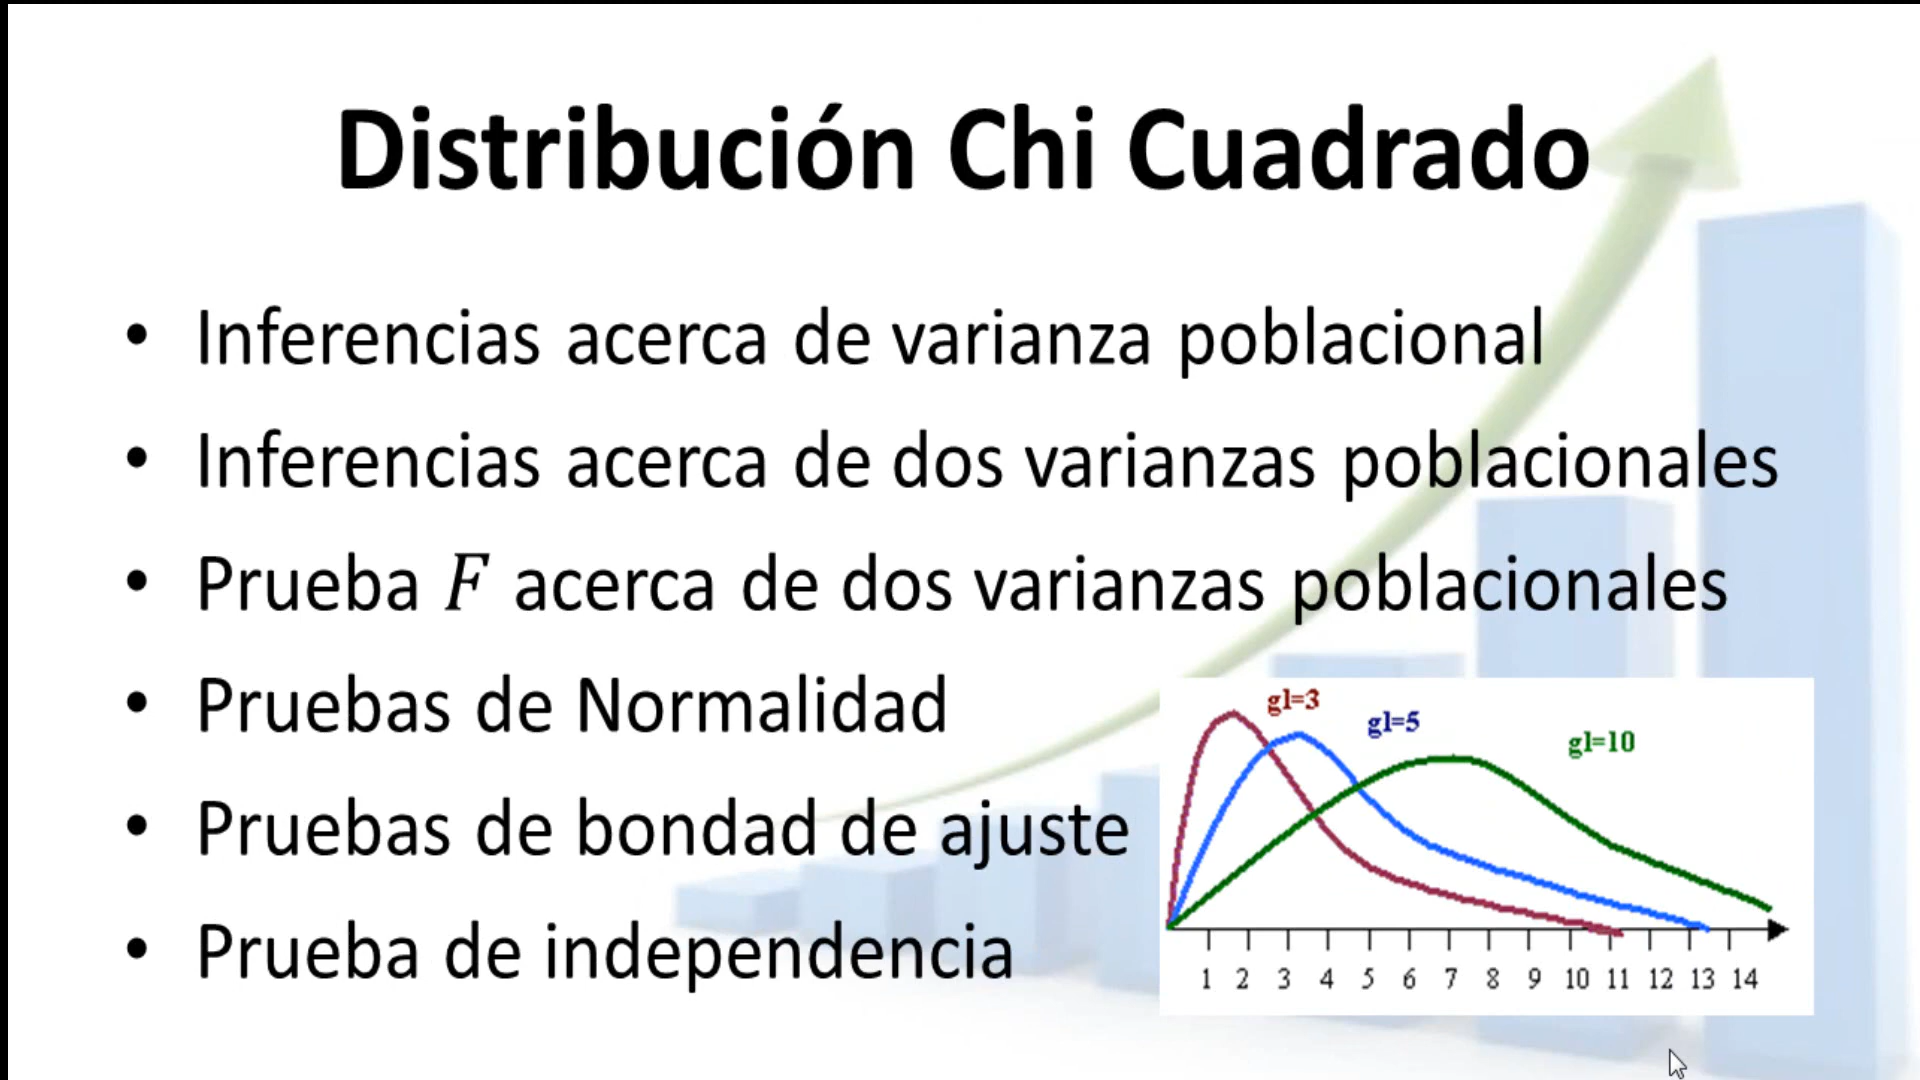 Distribución Chi Cuadrado
• Inferencias acerca de varianza poblacional
• Inferencias acerca de dos varianzas poblacionales
• Prueba F acerca de dos varianzas poblacionales
• Pruebas de Normalidad
• Pruebas de bondad de ajuste
• Prueba de independencia
gl=3
gl=5
gl=10
1 2 3 4 5 6 7 8 9 10 11 12 13 14